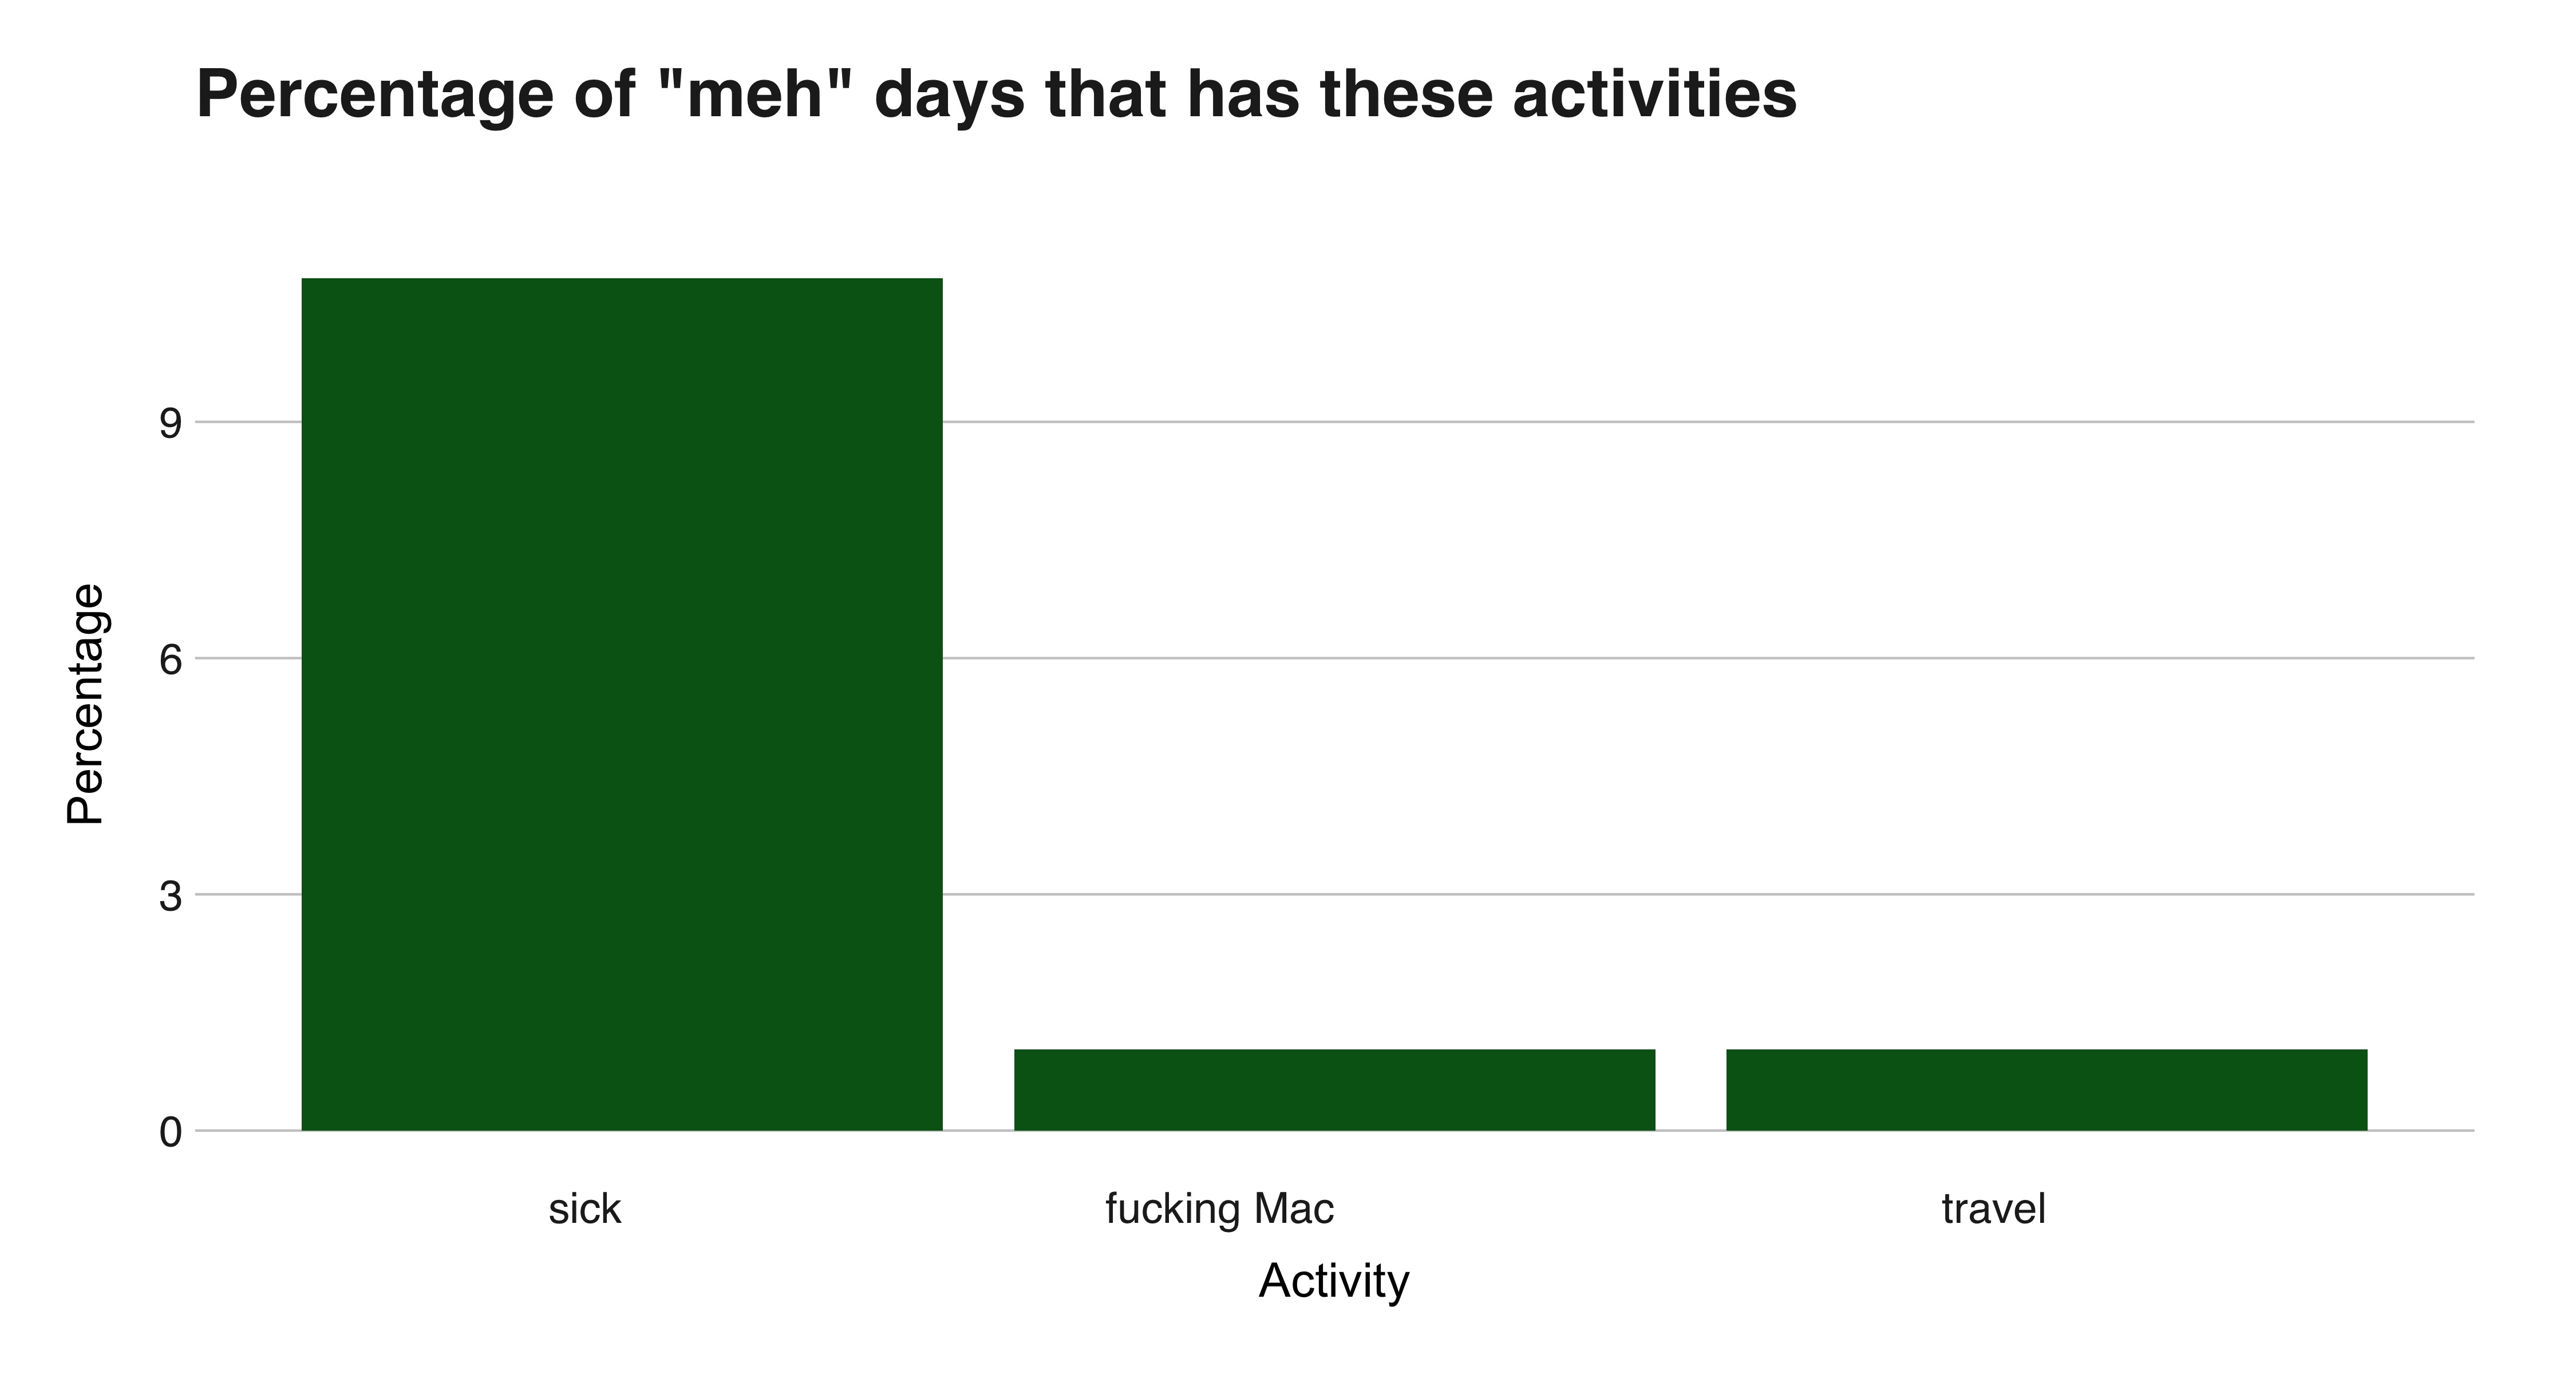 Percentage of "meh" days that has these activities
Percentage
9
6
3
0
sick
fucking Mac
travel
Activity